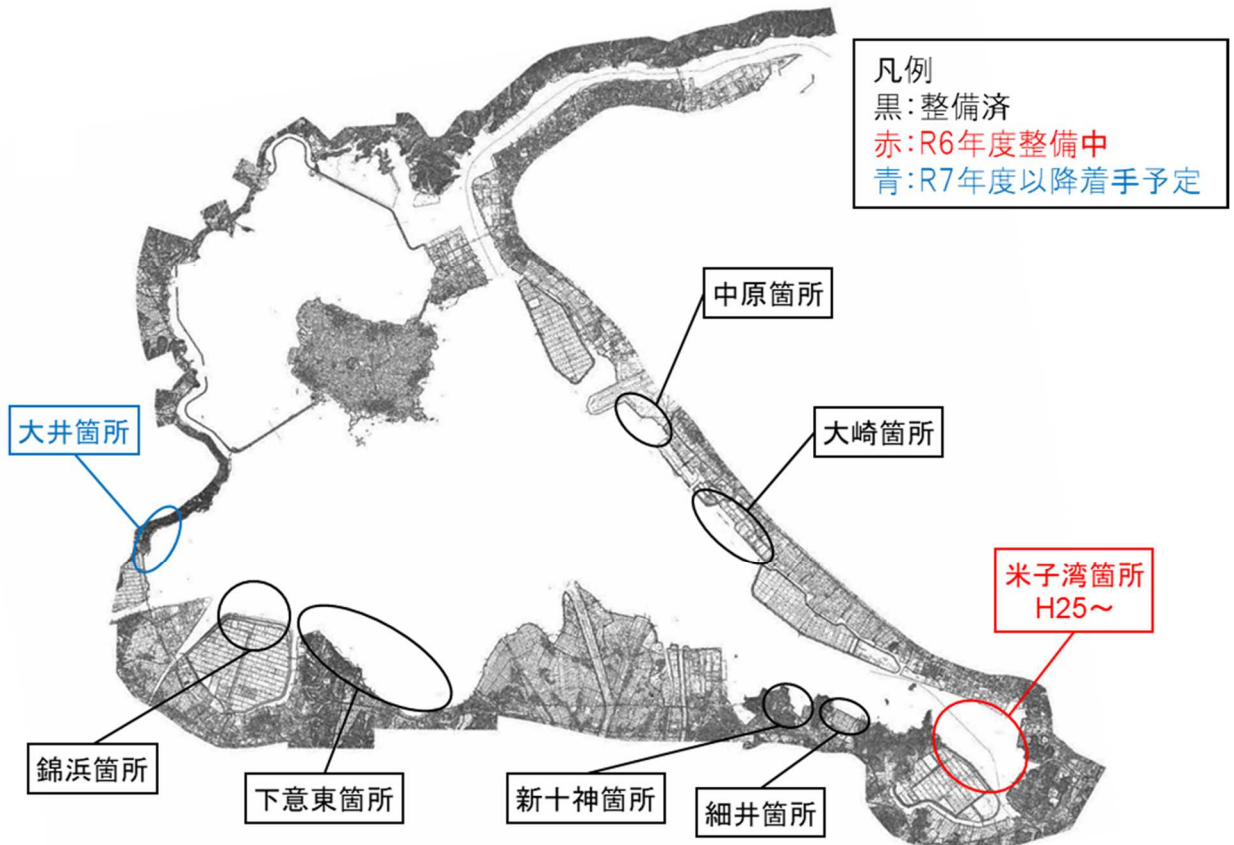 凡例
黒:整備済
赤:R6年度整備中
青:R7年度以降着手予定
中原箇所
大井箇所
大崎箇所
米子湾箇所
H25～
錦浜箇所
下意東箇所
新十神箇所
細井箇所